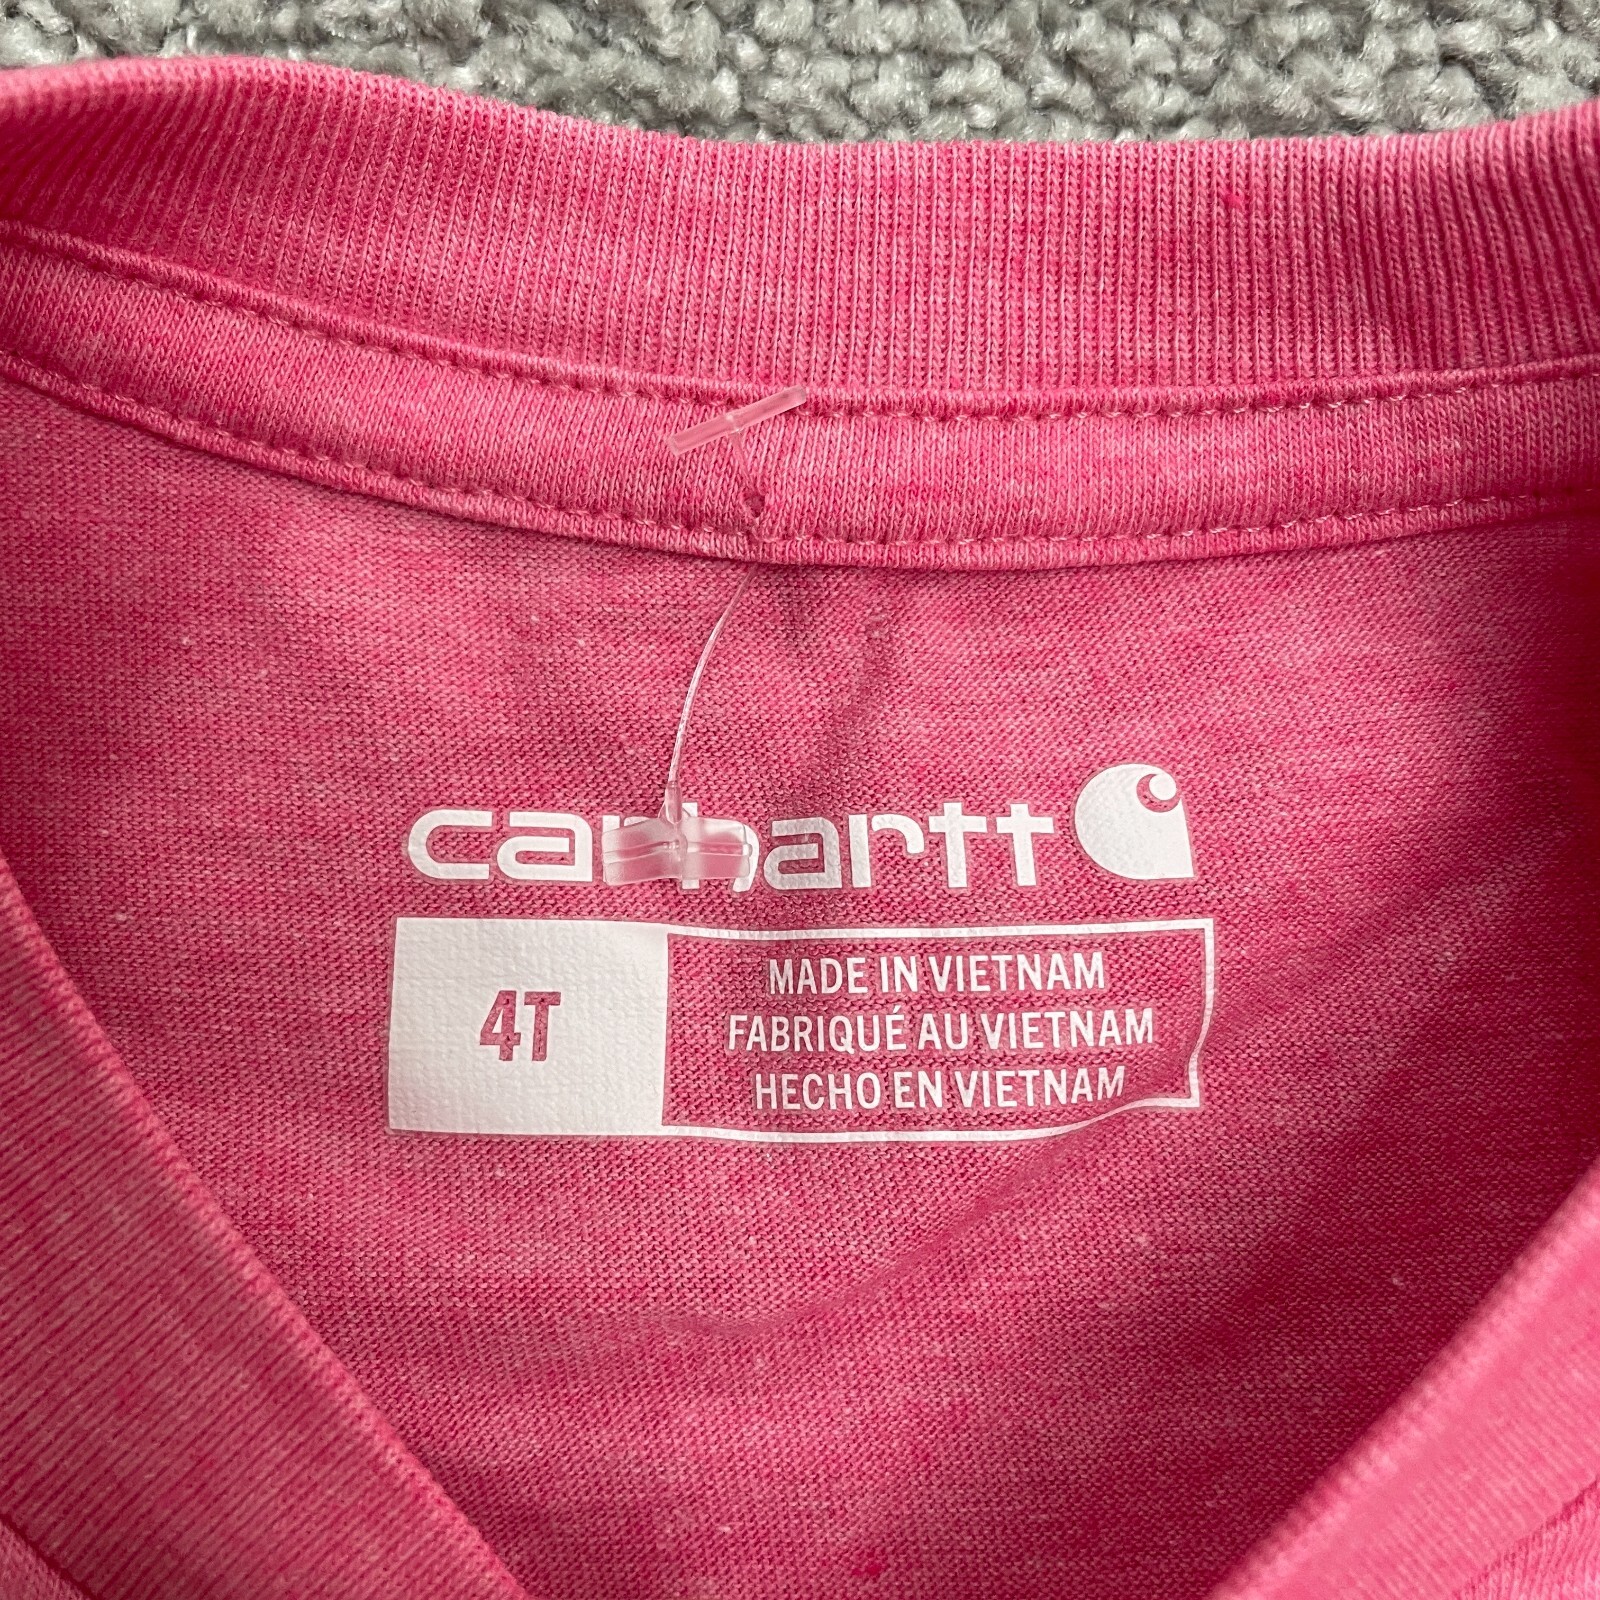 carhartt
4T
MADE IN VIETNAM
FABRIQUÉ AU VIETNAM
HECHO EN VIETNAM